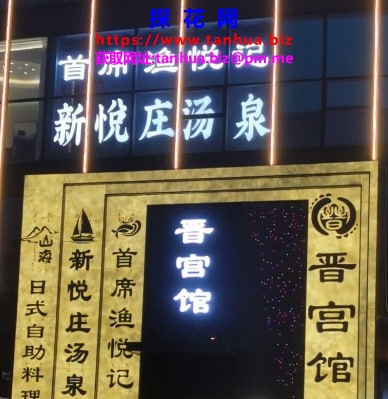 探花网
https://www.tanhua.biz
获取网址:tanhua.biz@pm.me
首席渔悦记
新悦庄汤泉
晋宫馆
山海
日式自助料理
新悦庄汤泉
首席渔悦记
晋宫馆